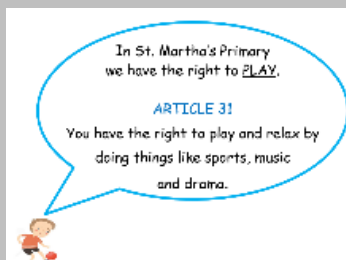 In St. Martha's Primary
we have the right to PLAY.
ARTICLE 31
You have the right to play and relax by
doing things like sports, music
and drama.